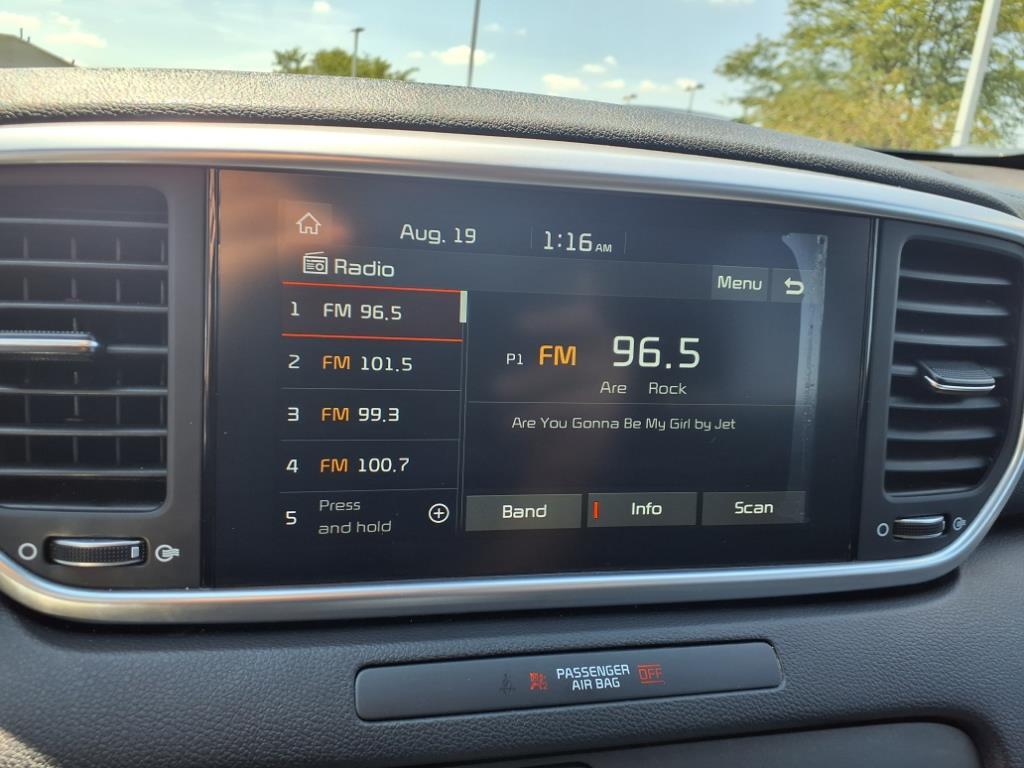 Aug. 19
1:16 AM
Radio
Menu
1 FM 96.5
2 FM 101.5
3 FM 99.3
4 FM 100.7
5 Press
and hold
P1 FM 96.5
Are Rock
Are You Gonna Be My Girl by Jet
Band
Info
Scan
PASSENGER
AIR BAG
OFF